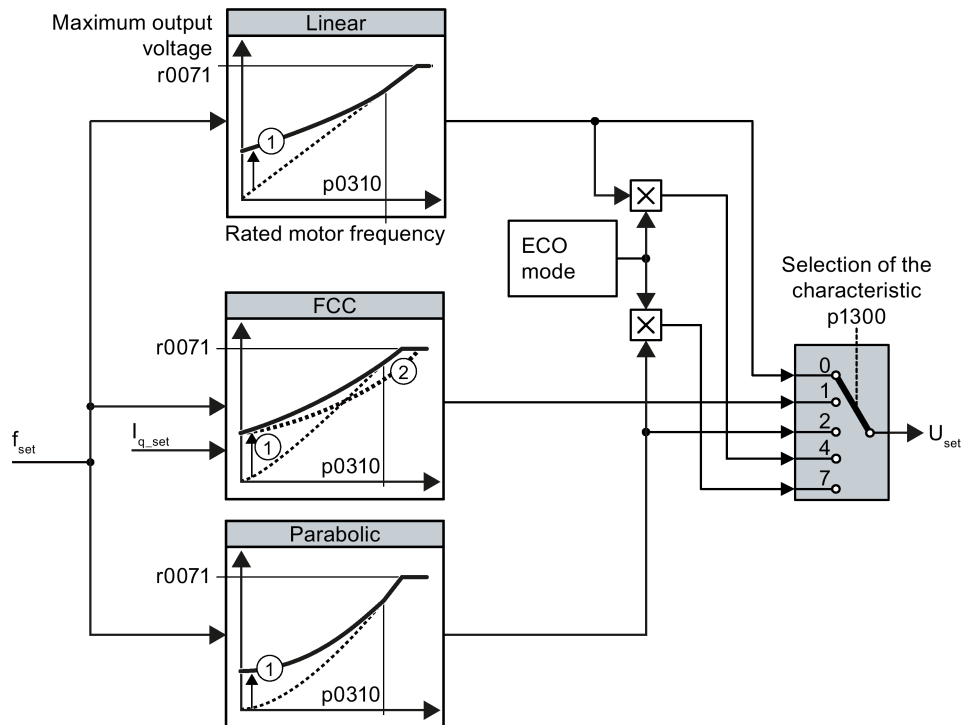 Maximum output
voltage
r0071
Linear
1
p0310
Rated motor frequency
ECO
mode
Selection of the
characteristic
p1300
FCC
r0071
2
1
p0310
f_set
I_q_set
0
1
2
4
7
U_set
Parabolic
r0071
1
p0310